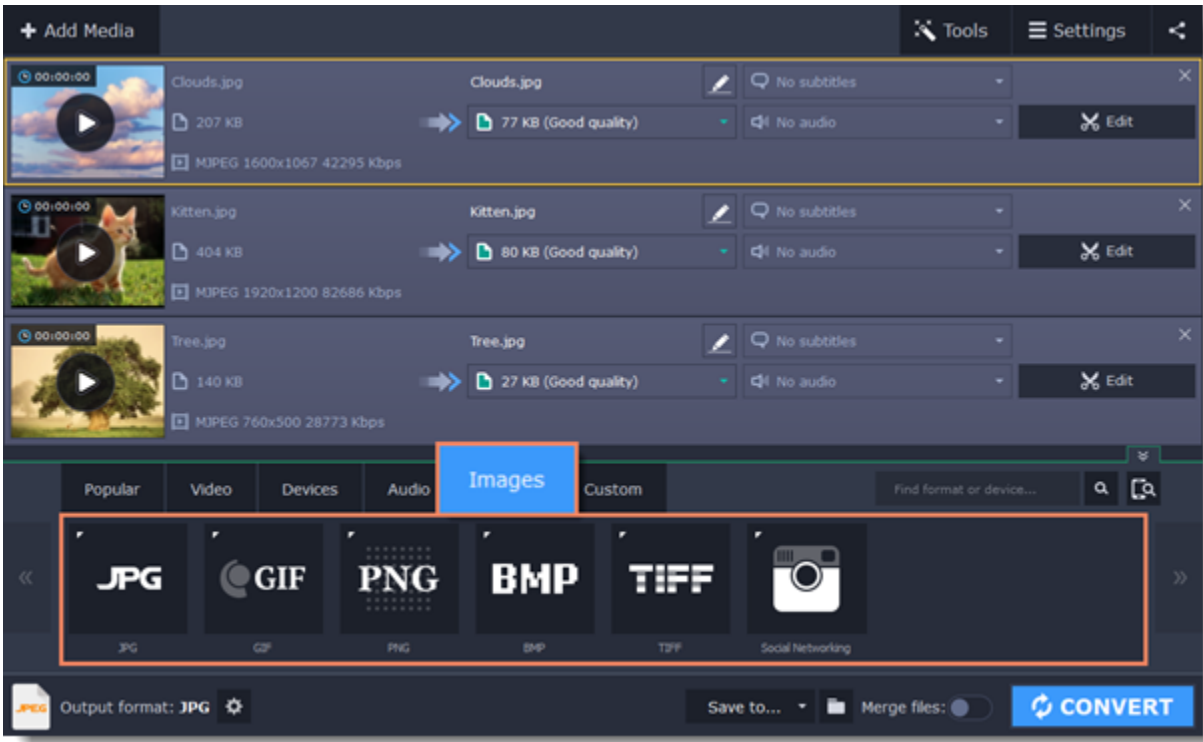 Add Media
Tools
Settings
00:00:00
Clouds.jpg
Clouds.jpg
No subtitles
207 KB
77 KB (Good quality)
No audio
Edit
MJPEG 1600x1067 42295 Kbps
00:00:00
Kitten.jpg
Kitten.jpg
No subtitles
404 KB
80 KB (Good quality)
No audio
Edit
MJPEG 1920x1200 82686 Kbps
00:00:00
Tree.jpg
Tree.jpg
No subtitles
140 KB
27 KB (Good quality)
No audio
Edit
MJPEG 760x500 28773 Kbps
Popular
Video
Devices
Audio
Images
Custom
Find format or device...
JPG
GIF
PNG
BMP
TIFF
JPG
GIF
PNG
BMP
TIFF
Social Networking
JPEG
Output format: JPG
Save to...
Merge files:
CONVERT